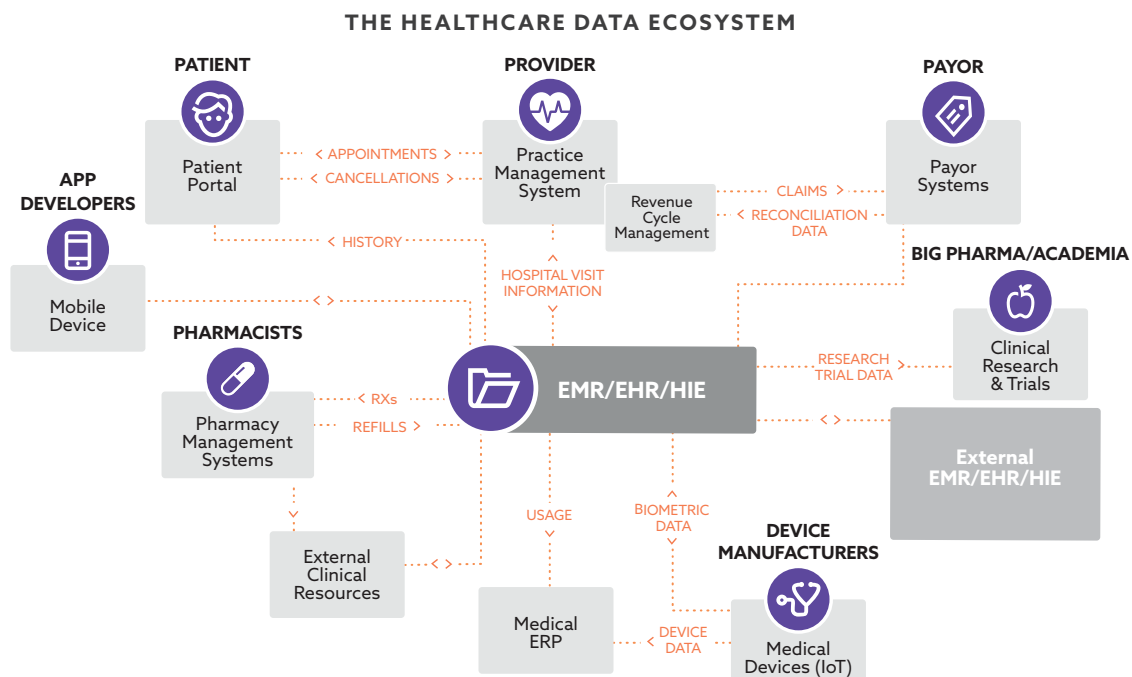 THE HEALTHCARE DATA ECOSYSTEM
PATIENT
PROVIDER
PAYOR
Patient
Portal
< APPOINTMENTS >
< CANCELLATIONS >
Practice
Management
System
Revenue
Cycle
Management
CLAIMS >
< RECONCILIATION
DATA
Payor
Systems
APP
DEVELOPERS
Mobile
Device
< HISTORY
HOSPITAL VISIT
INFORMATION
BIG PHARMA/ACADEMIA
Clinical
Research
& Trials
PHARMACISTS
Pharmacy
Management
Systems
< RXs
REFILLS >
EMR/EHR/HIE
RESEARCH
TRIAL DATA >
External
EMR/EHR/HIE
USAGE
BIOMETRIC
DATA
DEVICE
MANUFACTURERS
External
Clinical
Resources
Medical
ERP
< DEVICE
DATA
Medical
Devices (IoT)